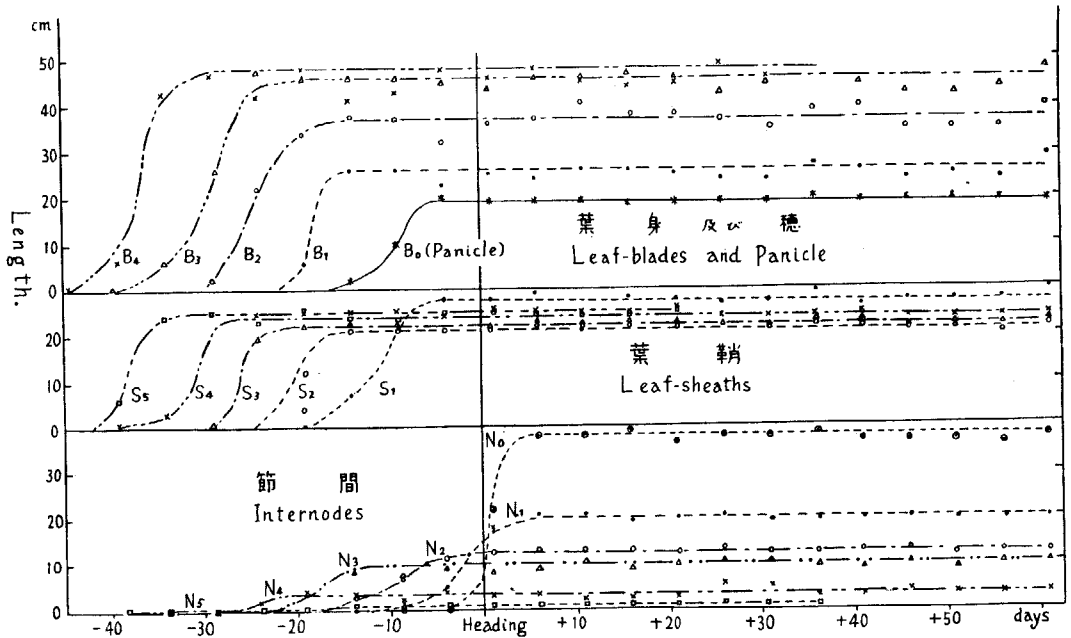 cm
50
40
30
20
10
0
Length.
B4
B3
B2
B1
B0 (Panicle)
葉 身 及び 穂
Leaf-blades and Panicle
20
10
0
S5
S4
S3
S2
S1
葉 鞘
Leaf-sheaths
30
20
10
0
節 間
Internodes
N5
N4
N3
N2
N1
N0
-40 -30 -20 -10 Heading +10 +20 +30 +40 +50 days